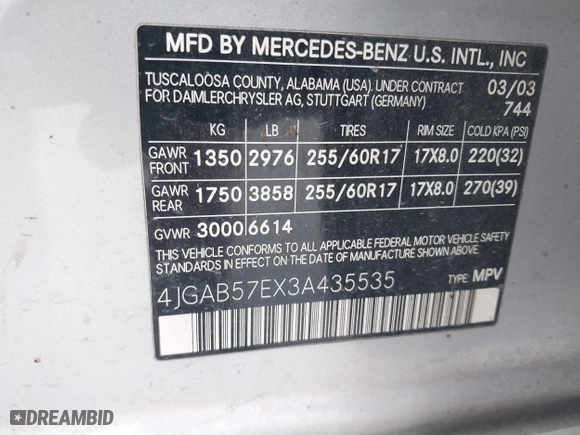 MFD BY MERCEDES-BENZ U.S. INTL., INC
TUSCALOOSA COUNTY, ALABAMA (USA). UNDER CONTRACT 03/03
FOR DAIMLERCHRYSLER AG, STUTTGART (GERMANY) 744
KG LB TIRES RIM SIZE COLD KPA (PSI)
GAWR FRONT 1350 2976 255/60R17 17X8.0 220(32)
GAWR REAR 1750 3858 255/60R17 17X8.0 270(39)
GVWR 3000 6614
THIS VEHICLE CONFORMS TO ALL APPLICABLE FEDERAL MOTOR VEHICLE SAFETY
AND THEFT PREVENTION STANDARDS IN EFFECT ON THE DATE OF MANUFACTURE SHOWN ABOVE.
4JGAB57EX3A435535 TYPE: MPV
DREAMBID